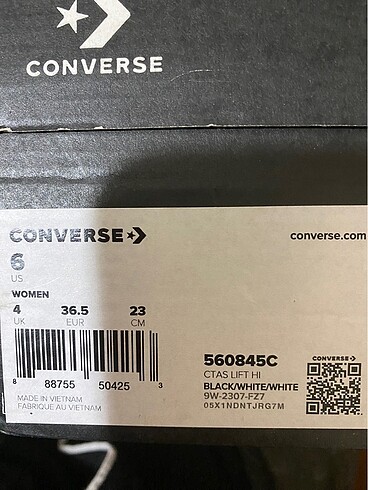 CONVERSE
CONVERSE
converse.com
6
US
WOMEN
4 36.5 23
UK EUR CM
8 88755 50425 3
MADE IN VIETNAM
FABRIQUE AU VIETNAM
560845C
CTAS LIFT HI
BLACK/WHITE/WHITE
9W-2307-FZ7
05X1NDNTJRG7M
CONVERSE